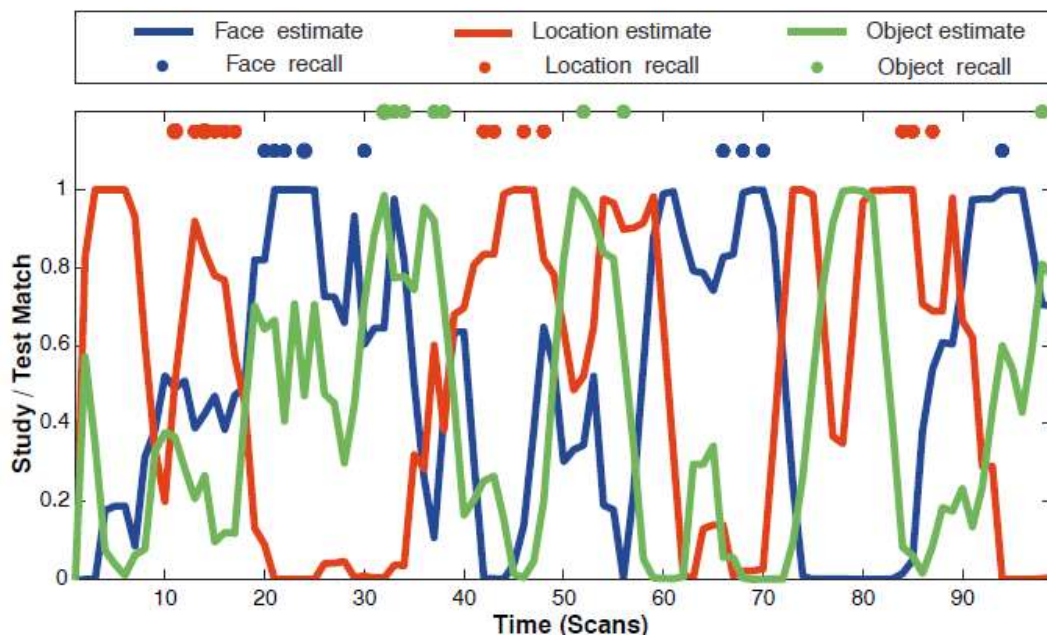 Face estimate Location estimate Object estimate
Face recall Location recall Object recall
Study / Test Match
1
0.8
0.6
0.4
0.2
0
10 20 30 40 50 60 70 80 90
Time (Scans)